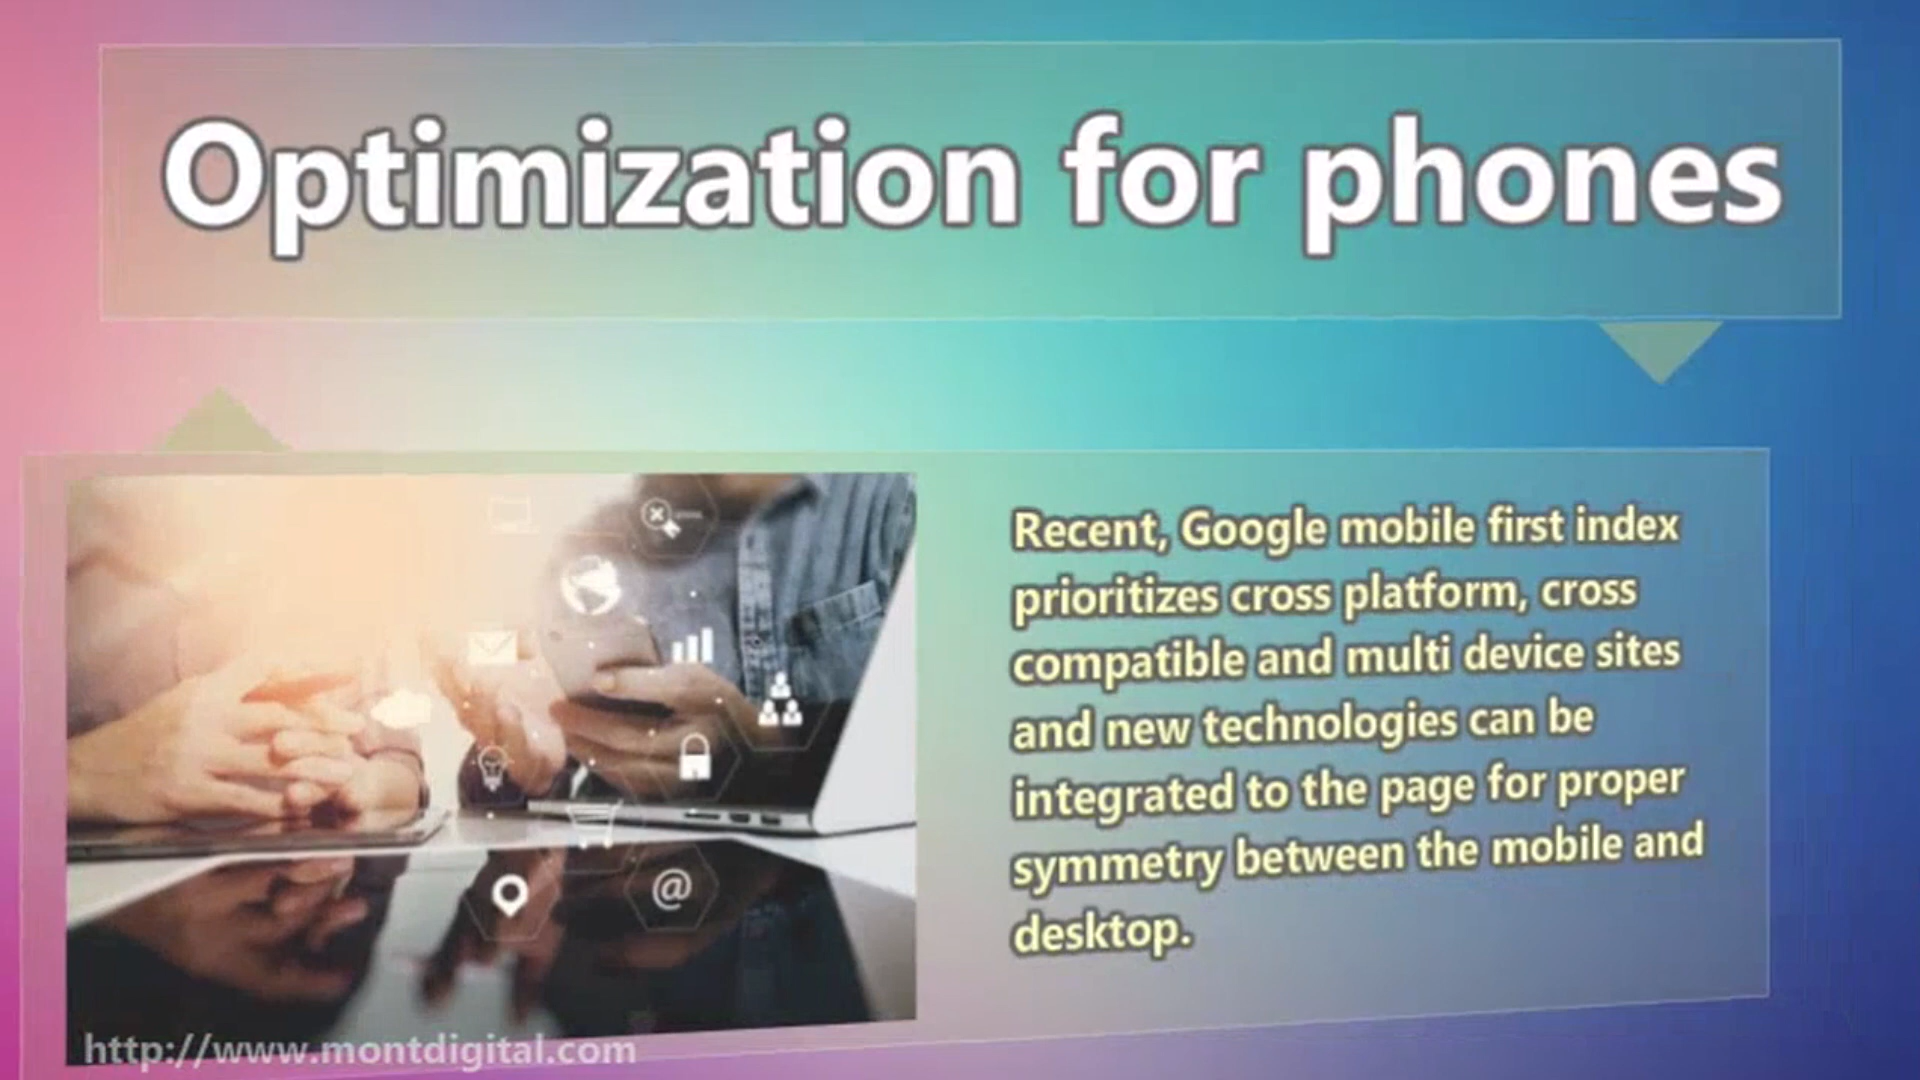 Optimization for phones
Recent, Google mobile first index
prioritizes cross platform, cross
compatible and multi device sites
and new technologies can be
integrated to the page for proper
symmetry between the mobile and
desktop.
@
http://www.montdigital.com